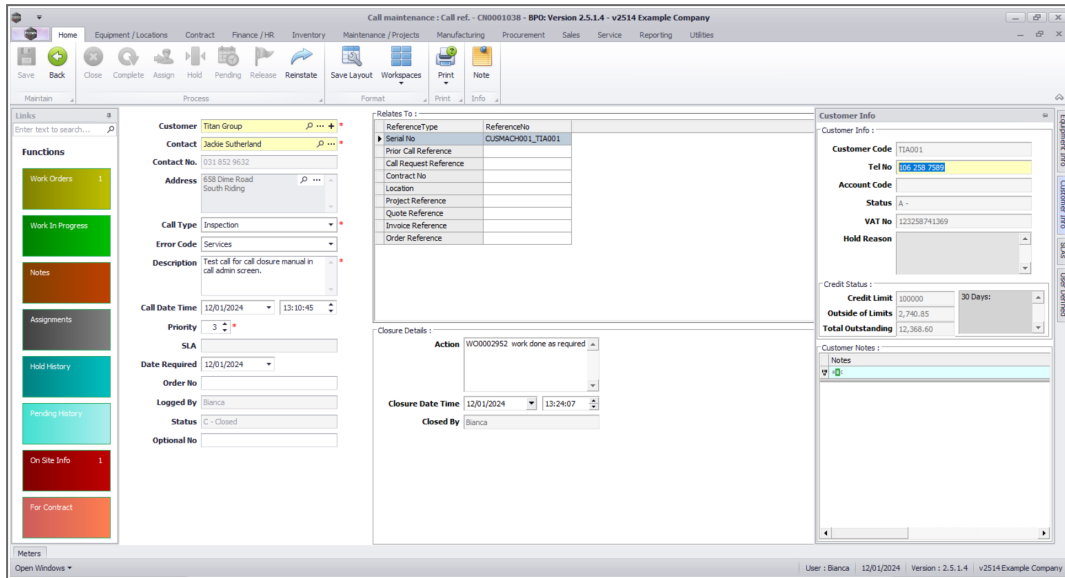 Call maintenance : Call ref. - CN0001038 - BPO: Version 2.5.1.4 - v2514 Example Company
Home Equipment / Locations Contract Finance / HR Inventory Maintenance / Projects Manufacturing Procurement Sales Service Reporting Utilities
Save Back Close Complete Assign Hold Pending Release Reinstate Save Layout Workspaces Print Note
Maintain Process Format Print Info
Links
Enter text to search...
Functions
Work Orders 1
Work In Progress
Notes
Assignments
Hold History
Pending History
On Site Info 1
For Contract
Customer Titan Group *
Contact Jackie Sutherland *
Contact No. 031 852 9632
Address 658 Dime Road
South Riding
Call Type Inspection *
Error Code Services
Description Test call for call closure manual in *
call admin screen.
Call Date Time 12/01/2024 13:10:45
Priority 3 *
SLA
Date Required 12/01/2024
Order No
Logged By Bianca
Status C - Closed
Optional No
Relates To :
ReferenceType ReferenceNo
Serial No CUSMACH001_TIA001
Prior Call Reference
Call Request Reference
Contract No
Location
Project Reference
Quote Reference
Invoice Reference
Order Reference
Closure Details :
Action WO0002952 work done as required
Closure Date Time 12/01/2024 13:24:07
Closed By Bianca
Customer Info
Customer Info :
Customer Code TIA001
Tel No 106 258 7589
Account Code
Status A -
VAT No 123258741369
Hold Reason
Credit Status :
Credit Limit 100000 30 Days:
Outside of Limits 2,740.85
Total Outstanding 12,368.60
Customer Notes :
Notes
Equipment Info
Customer Info
SLAs
User Defined
Meters
Open Windows
User : Bianca 12/01/2024 Version : 2.5.1.4 v2514 Example Company